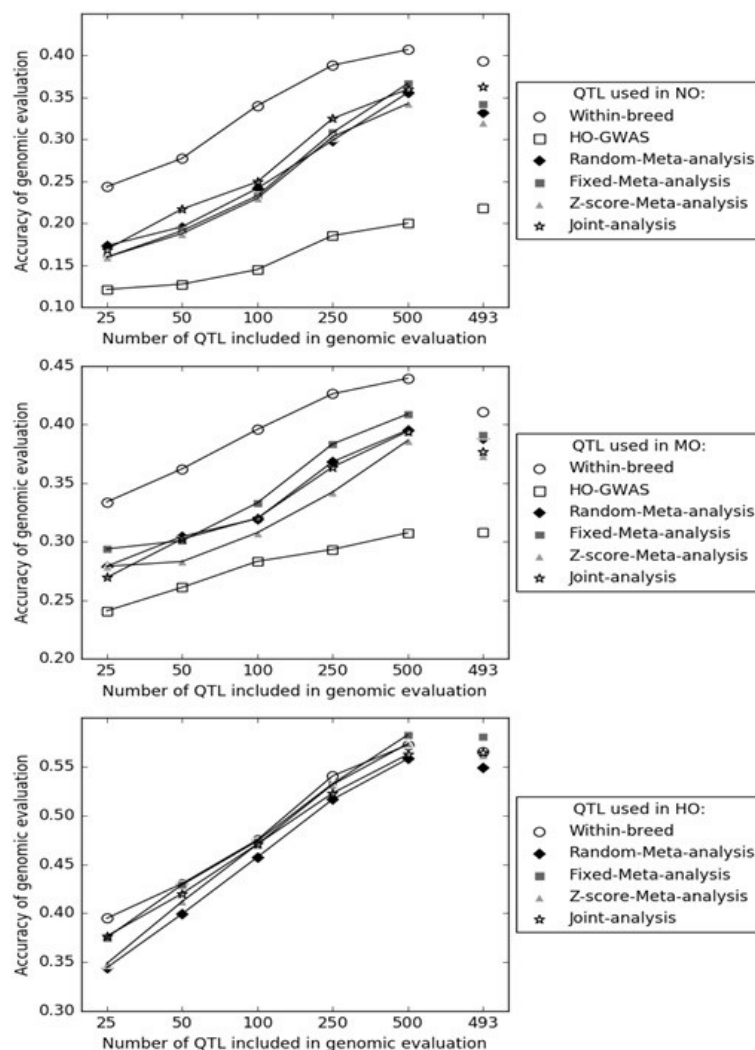 Accuracy of genomic evaluation
0.40
0.35
0.30
0.25
0.20
0.15
0.10
25 50 100 250 500 493
Number of QTL included in genomic evaluation
QTL used in NO:
Within-breed
HO-GWAS
Random-Meta-analysis
Fixed-Meta-analysis
Z-score-Meta-analysis
Joint-analysis
Accuracy of genomic evaluation
0.45
0.40
0.35
0.30
0.25
0.20
25 50 100 250 500 493
Number of QTL included in genomic evaluation
QTL used in MO:
Within-breed
HO-GWAS
Random-Meta-analysis
Fixed-Meta-analysis
Z-score-Meta-analysis
Joint-analysis
Accuracy of genomic evaluation
0.55
0.50
0.45
0.40
0.35
0.30
25 50 100 250 500 493
Number of QTL included in genomic evaluation
QTL used in HO:
Within-breed
Random-Meta-analysis
Fixed-Meta-analysis
Z-score-Meta-analysis
Joint-analysis